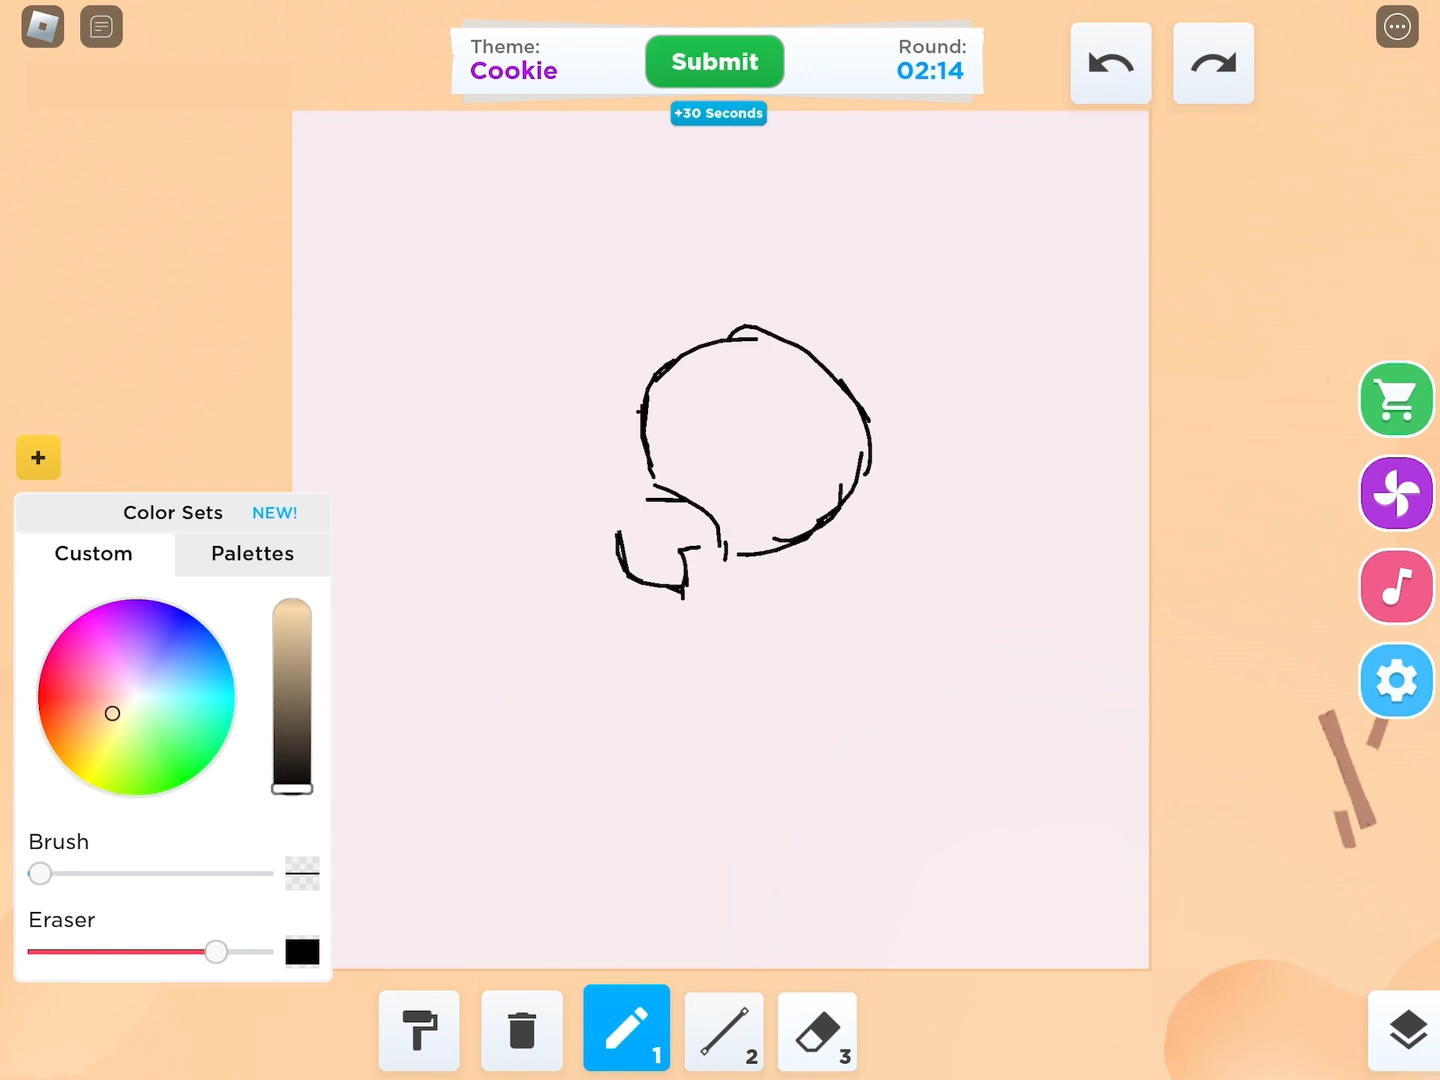 Theme:
Cookie
Submit
Round:
02:14
+30 Seconds
+
Color Sets NEW!
Custom Palettes
Brush
Eraser
1
2
3